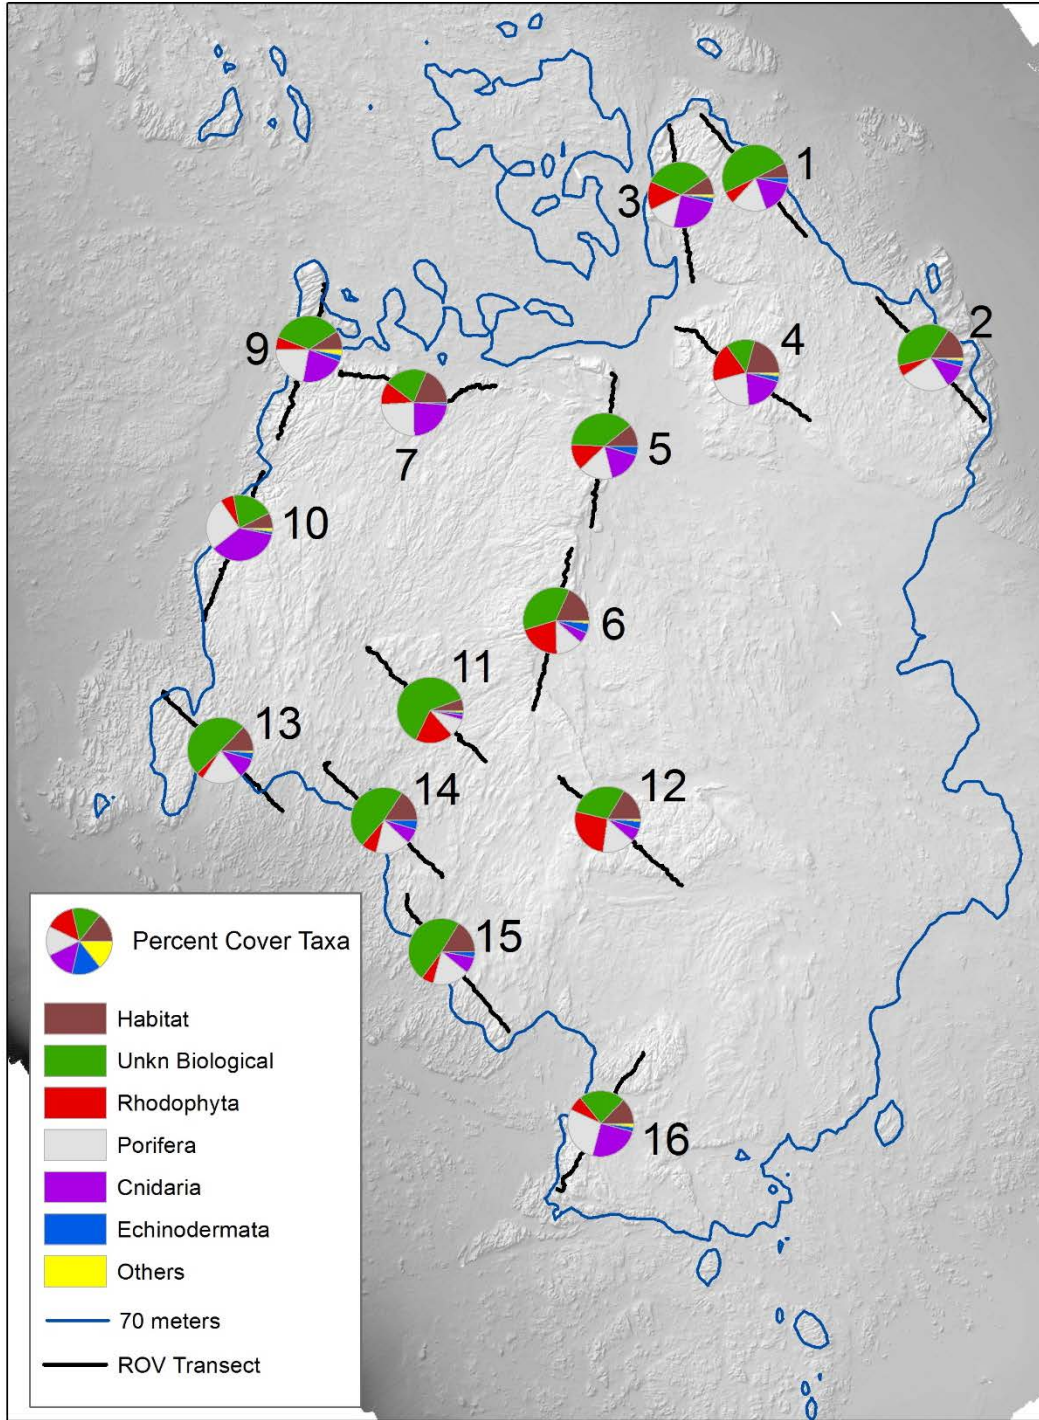 1
3
2
9
4
7
5
10
6
11
13
12
14
15
16
Percent Cover Taxa
Habitat
Unkn Biological
Rhodophyta
Porifera
Cnidaria
Echinodermata
Others
70 meters
ROV Transect